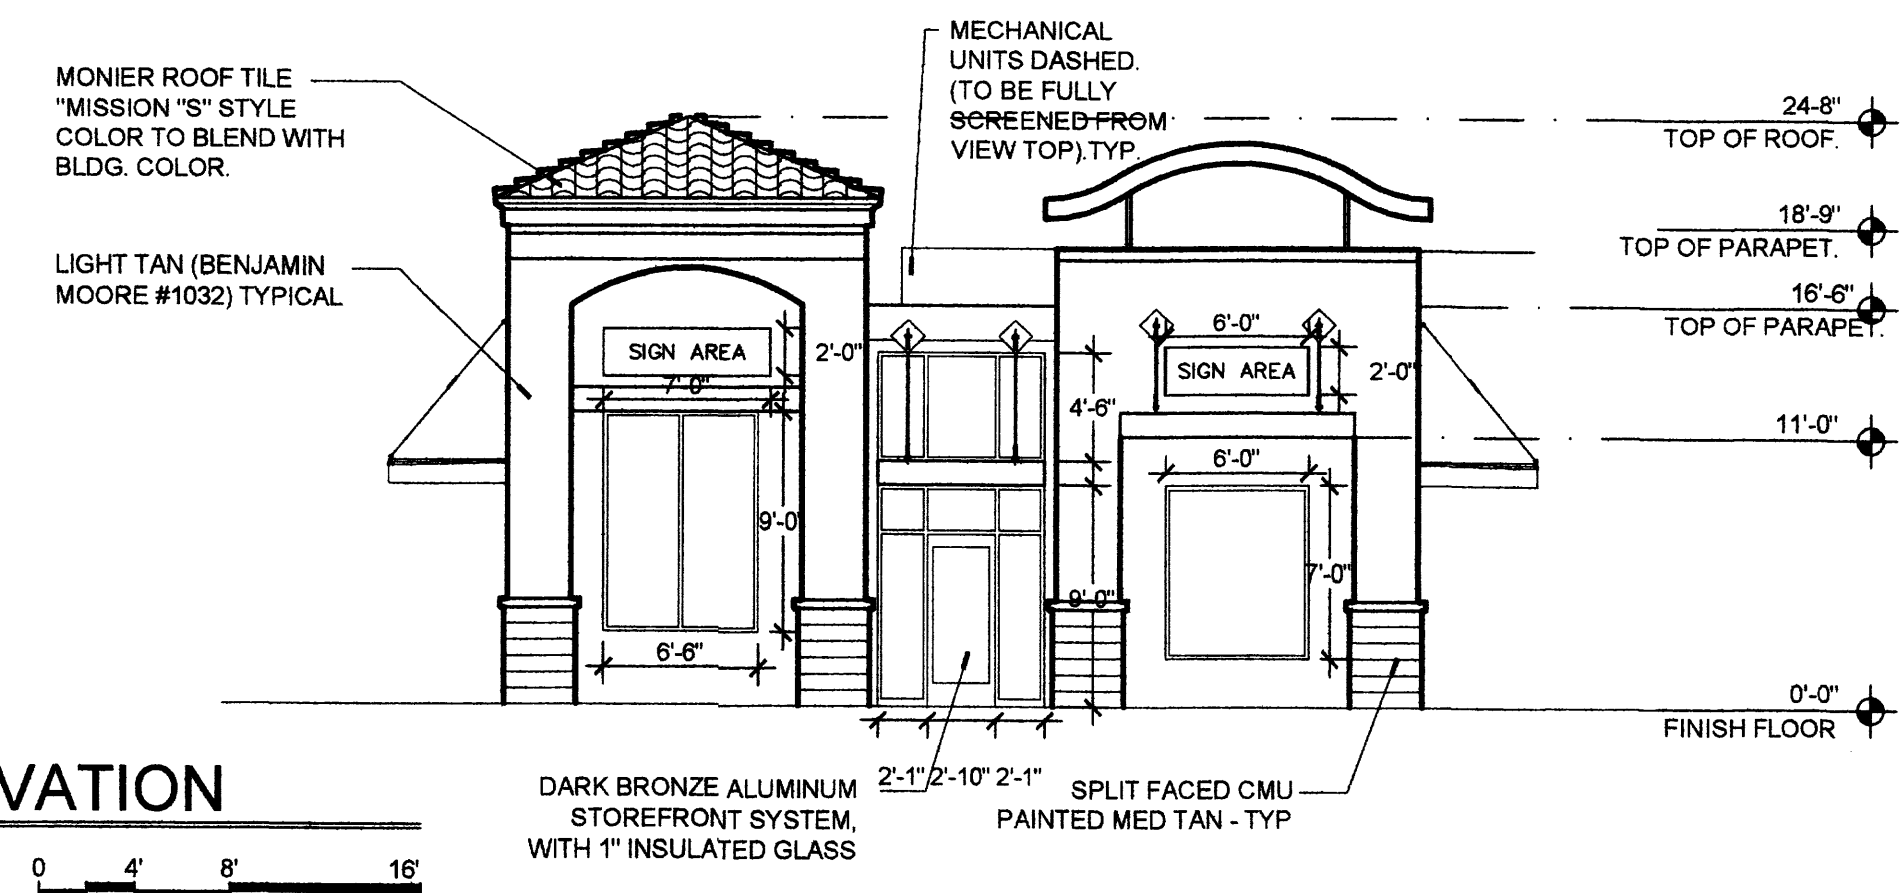 MECHANICAL
UNITS DASHED.
(TO BE FULLY
SCREENED FROM
VIEW TOP).TYP.
MONIER ROOF TILE
"MISSION "S" STYLE
COLOR TO BLEND WITH
BLDG. COLOR.
LIGHT TAN (BENJAMIN
MOORE #1032) TYPICAL
24-8"
TOP OF ROOF.
18'-9"
TOP OF PARAPET.
16'-6"
TOP OF PARAPET.
11'-0"
0'-0"
FINISH FLOOR
SIGN AREA
2'-0"
7'-0"
9'-0"
6'-6"
4'-6"
9'-0"
6'-0"
SIGN AREA
2'-0"
6'-0"
7'-0"
2'-1" 2'-10" 2'-1"
DARK BRONZE ALUMINUM
STOREFRONT SYSTEM,
WITH 1" INSULATED GLASS
SPLIT FACED CMU
PAINTED MED TAN - TYP
VATION
0 4' 8' 16'